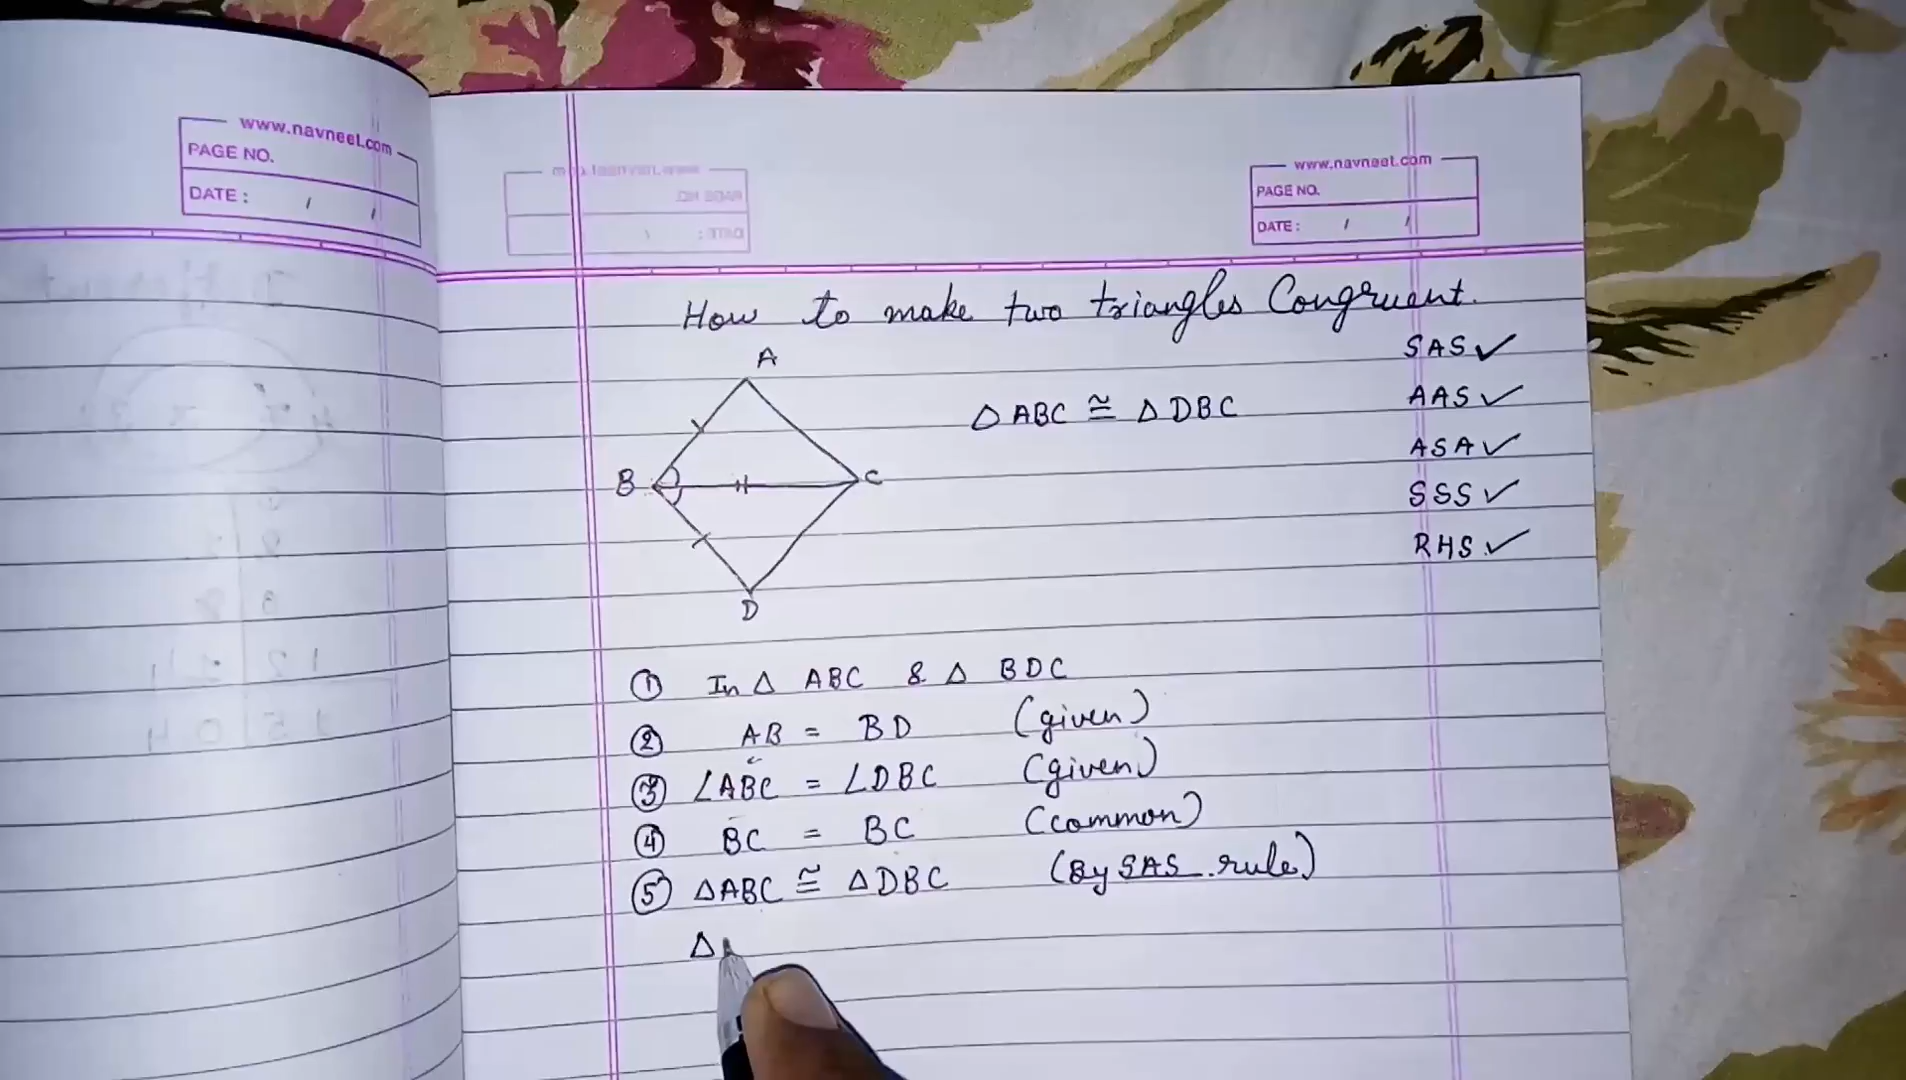 www.navneet.com
PAGE NO.
DATE : / /
www.navneet.com
PAGE NO.
DATE : / /
How to make two triangles Congruent.
SAS ✓
AAS ✓
ASA ✓
SSS ✓
RHS ✓
A
△ ABC ≅ △ DBC
B
C
D
① In △ ABC & △ BDC
② AB = BD (given)
③ ∠ABC = ∠DBC (given)
④ BC = BC (common)
⑤ △ABC ≅ △DBC (By SAS rule)
△